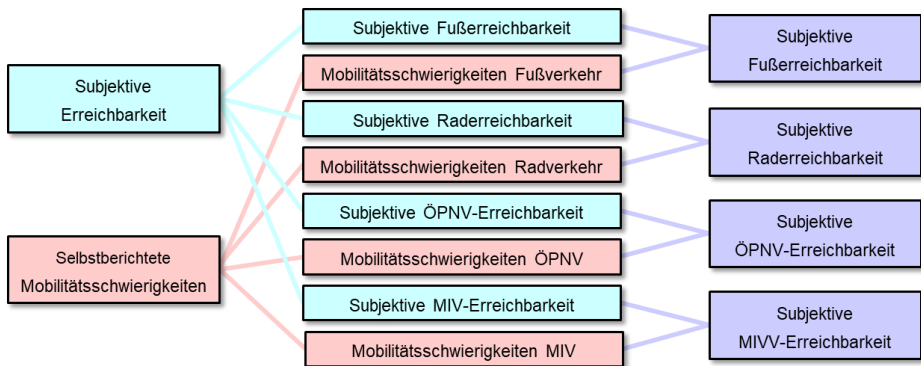 Subjektive
Erreichbarkeit
Selbstberichtete
Mobilitätsschwierigkeiten
Subjektive Fußerreichbarkeit
Mobilitätsschwierigkeiten Fußverkehr
Subjektive Raderreichbarkeit
Mobilitätsschwierigkeiten Radverkehr
Subjektive ÖPNV-Erreichbarkeit
Mobilitätsschwierigkeiten ÖPNV
Subjektive MIV-Erreichbarkeit
Mobilitätsschwierigkeiten MIV
Subjektive
Fußerreichbarkeit
Subjektive
Raderreichbarkeit
Subjektive
ÖPNV-Erreichbarkeit
Subjektive
MIVV-Erreichbarkeit